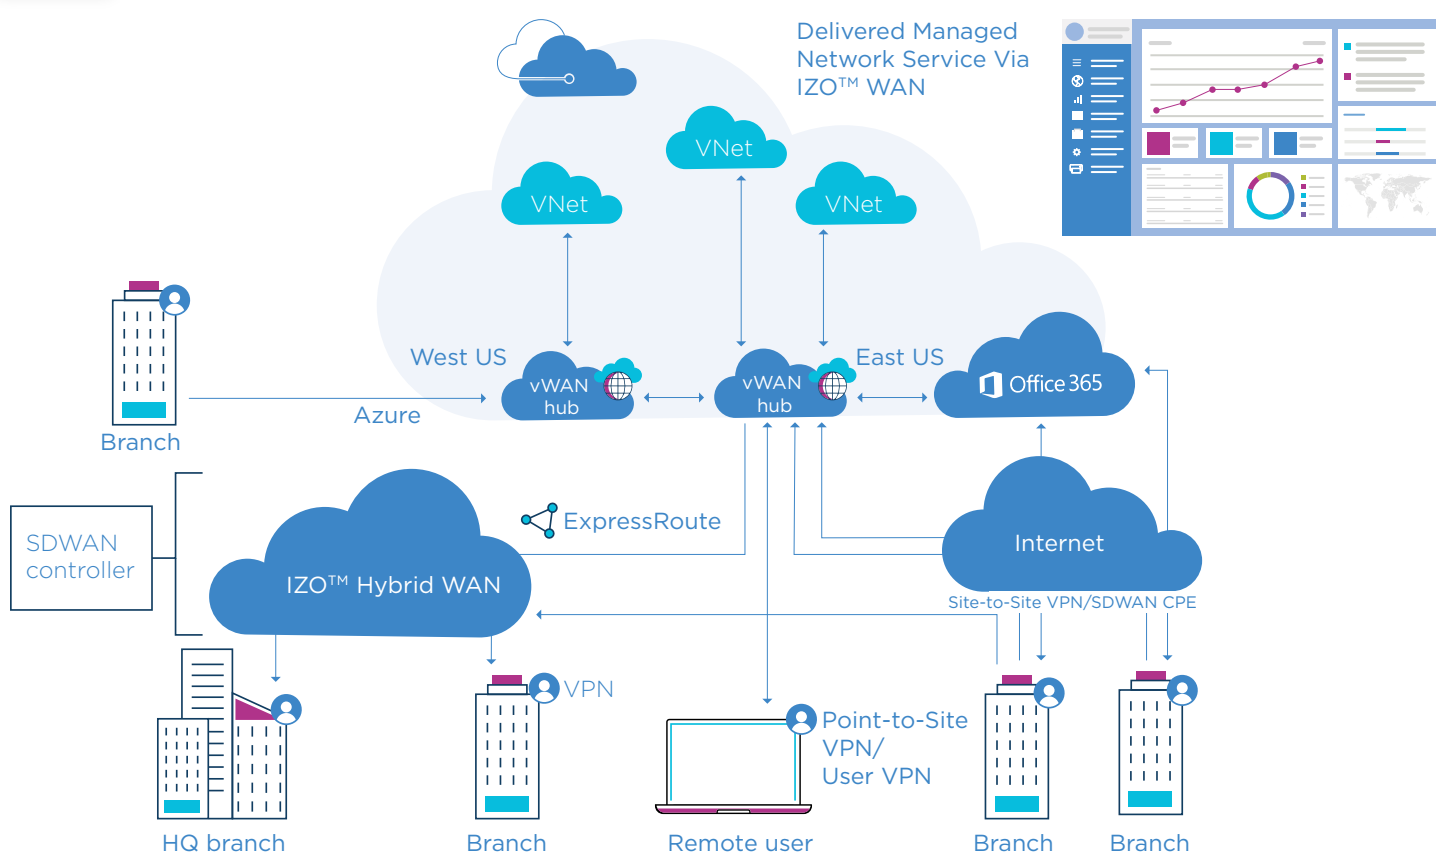 Delivered Managed
Network Service Via
IZO™ WAN
VNet
VNet
VNet
West US
East US
vWAN
hub
vWAN
hub
Office 365
Azure
Branch
ExpressRoute
SDWAN
controller
IZO™ Hybrid WAN
Internet
Site-to-Site VPN/SDWAN CPE
VPN
Point-to-Site
VPN/
User VPN
HQ branch
Branch
Remote user
Branch
Branch